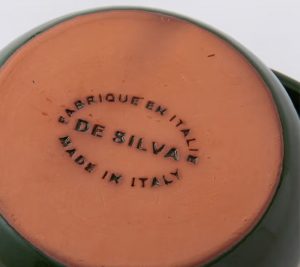 FABRIQUE EN ITALIE
DE SILVA
MADE IN ITALY